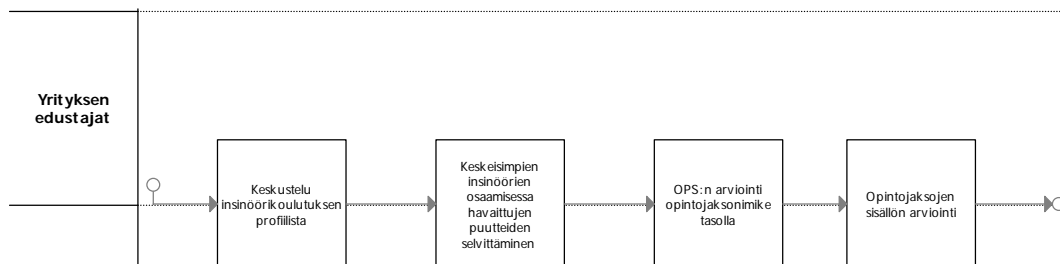 Yrityksen
edustajat
Keskustelu
insinöörikoulutuksen
profiilista
Keskeisimpien
insinöörien
osaamisessa
havaittujen
puutteiden
selvittäminen
OPS:n arviointi
opintojaksonimike
tasolla
Opintojaksojen
sisällön arviointi